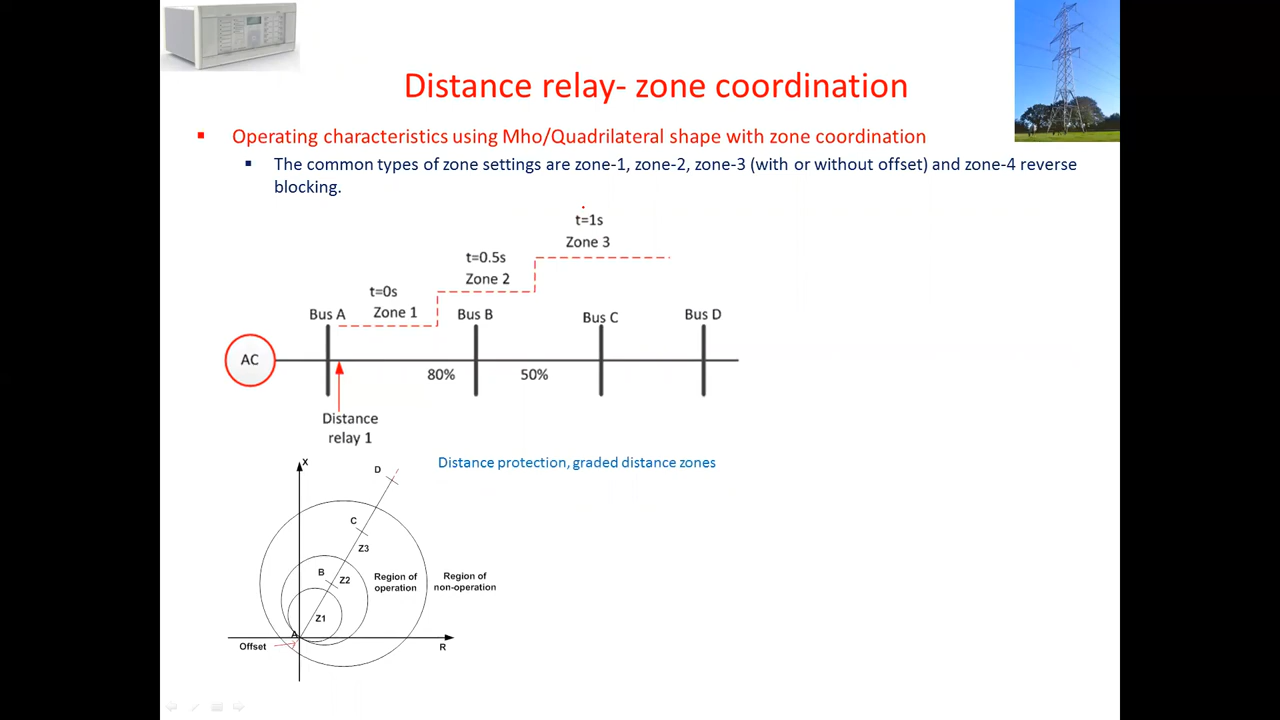 Distance relay- zone coordination
Operating characteristics using Mho/Quadrilateral shape with zone coordination
The common types of zone settings are zone-1, zone-2, zone-3 (with or without offset) and zone-4 reverse
blocking.
t=1s
Zone 3
t=0.5s
Zone 2
t=0s
Zone 1
Bus A
Bus B
Bus C
Bus D
AC
80%
50%
Distance
relay 1
Distance protection, graded distance zones
X
D
C
Z3
B
Z2
Region of
operation
Region of
non-operation
Z1
A
Offset
R